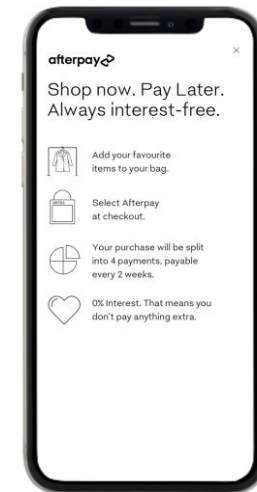 afterpay
Shop now. Pay Later.
Always interest-free.
Add your favourite
items to your bag.
Select Afterpay
at checkout.
Your purchase will be split
into 4 payments, payable
every 2 weeks.
0% Interest. That means you
don't pay anything extra.